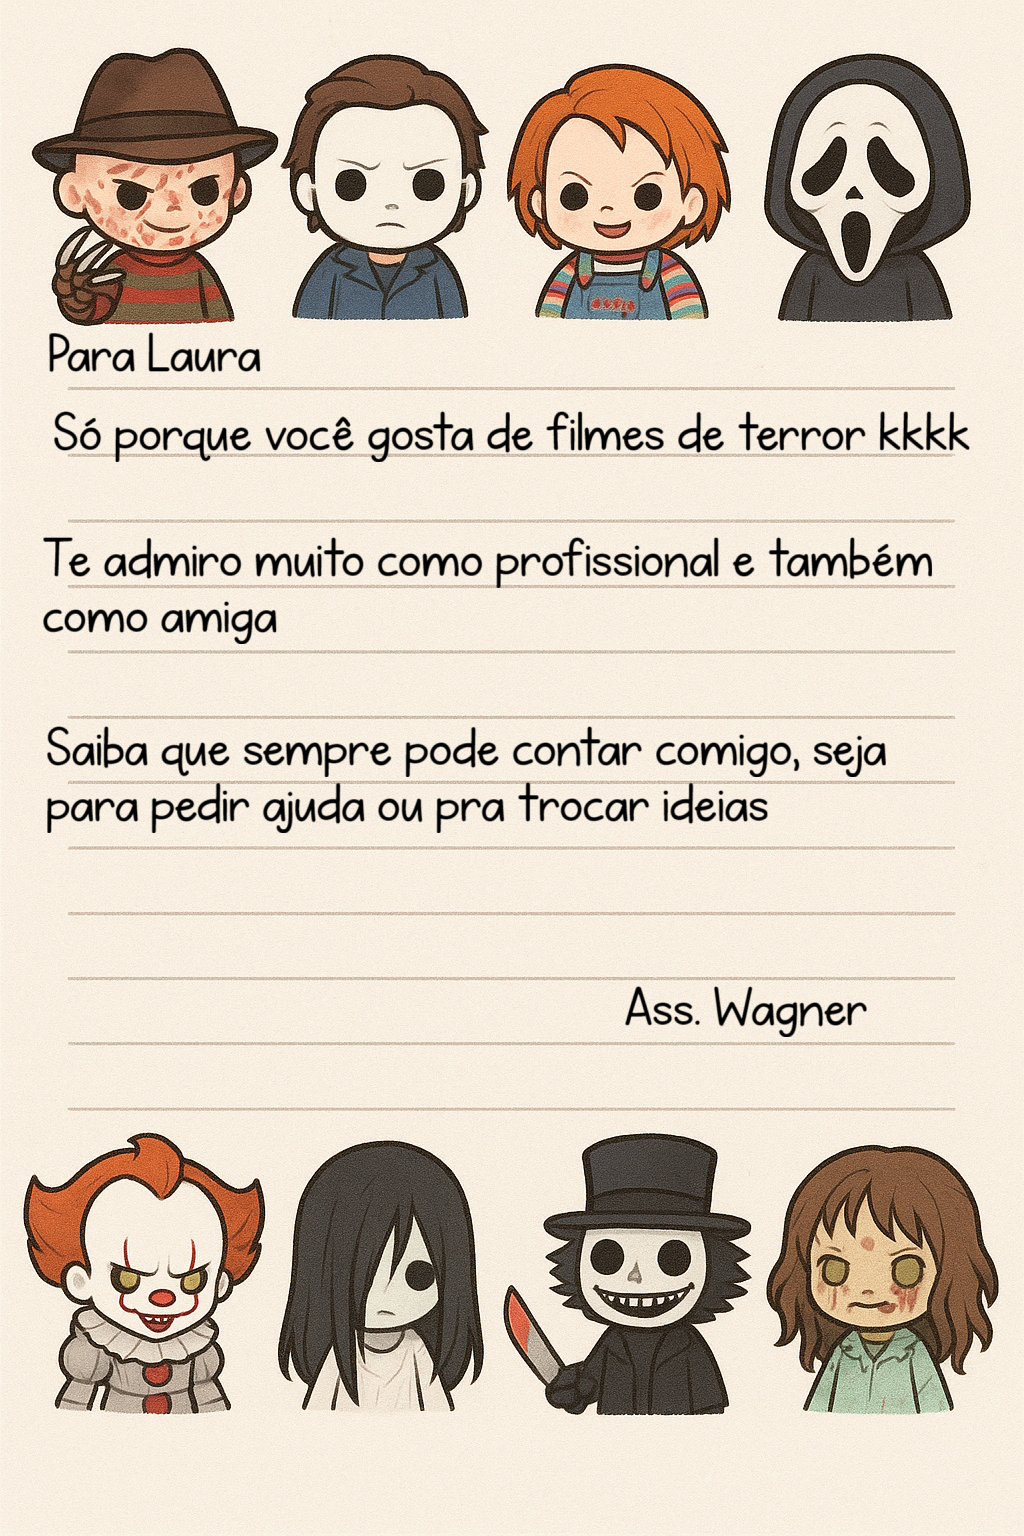 Para Laura
Só porque você gosta de filmes de terror kkkk
Te admiro muito como profissional e também
como amiga
Saiba que sempre pode contar comigo, seja
para pedir ajuda ou pra trocar ideias
Ass. Wagner